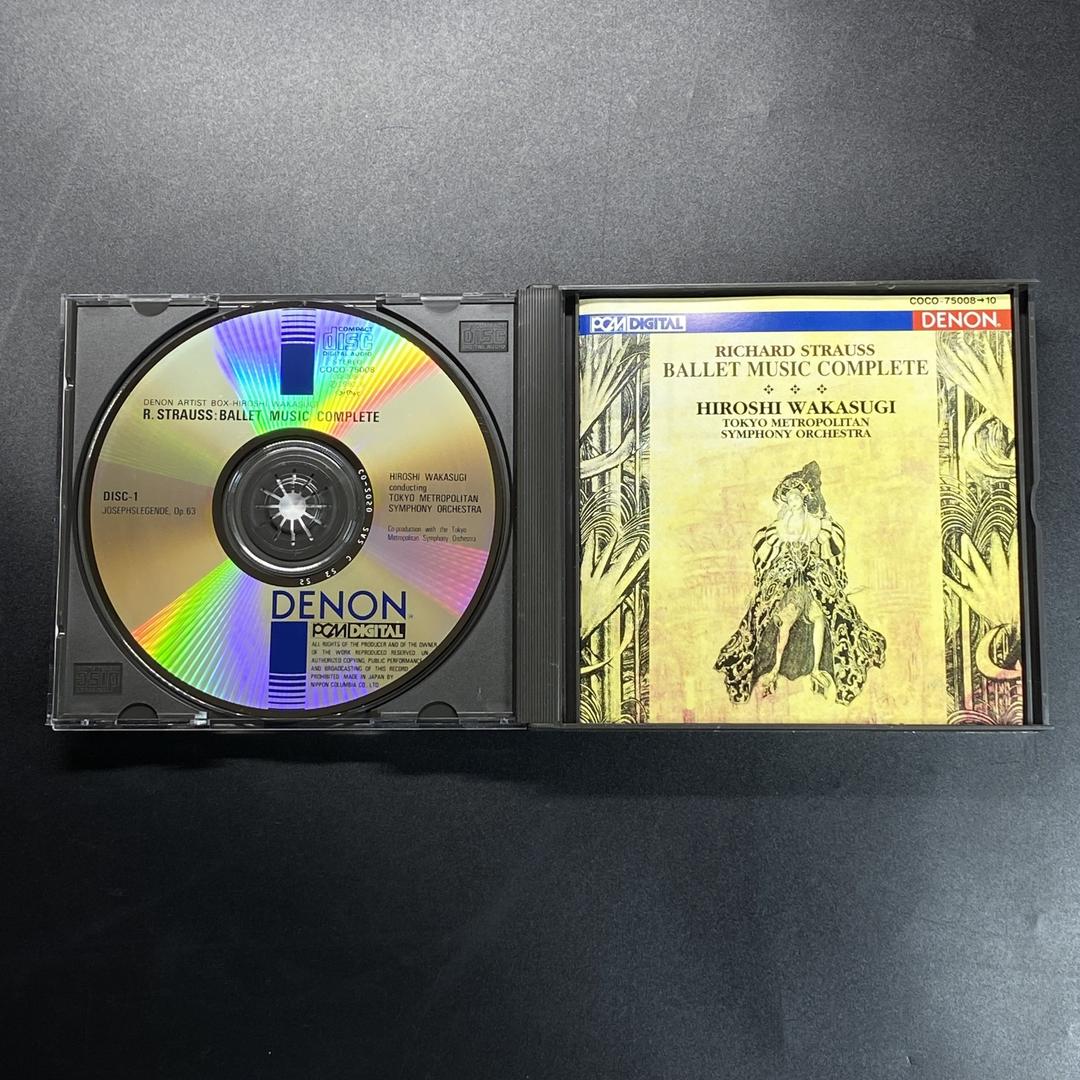 COMPACT
disc
DIGITAL AUDIO
STEREO
COCO-75008
DENON ARTIST BOX-HIROSHI WAKASUGI
R. STRAUSS: BALLET MUSIC COMPLETE
DISC-1
JOSEPHSLEGENDE, Op.63
HIROSHI WAKASUGI
conducting
TOKYO METROPOLITAN
SYMPHONY ORCHESTRA
Co-production with the Tokyo
Metropolitan Symphony Orchestra
DENON
PCM DIGITAL
ALL RIGHTS OF THE PRODUCER AND OF THE OWNER
OF THE WORK REPRODUCED RESERVED. UN-
AUTHORIZED COPYING, PUBLIC PERFORMANCE
AND BROADCASTING OF THIS RECORD
PROHIBITED. MADE IN JAPAN BY
NIPPON COLUMBIA CO., LTD.
COCO-75008→10
PCM DIGITAL
DENON
RICHARD STRAUSS
BALLET MUSIC COMPLETE
HIROSHI WAKASUGI
TOKYO METROPOLITAN
SYMPHONY ORCHESTRA